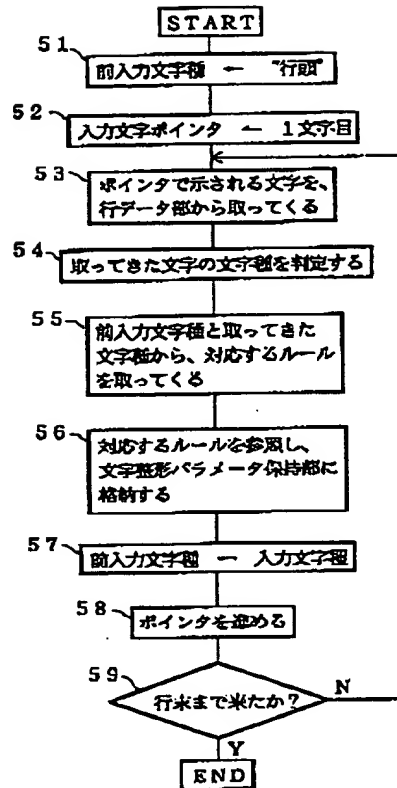 START
51
前入力文字種 ← "行頭"
52
入力文字ポインタ ← 1文字目
53
ポインタで示される文字を、
行データ部から取ってくる
54
取ってきた文字の文字種を判定する
55
前入力文字種と取ってきた
文字種から、対応するルール
を取ってくる
56
対応するルールを参照し、
文字整形パラメータ保持部に
格納する
57
前入力文字種 ← 入力文字種
58
ポインタを進める
59
行末まで来たか？
N
Y
END